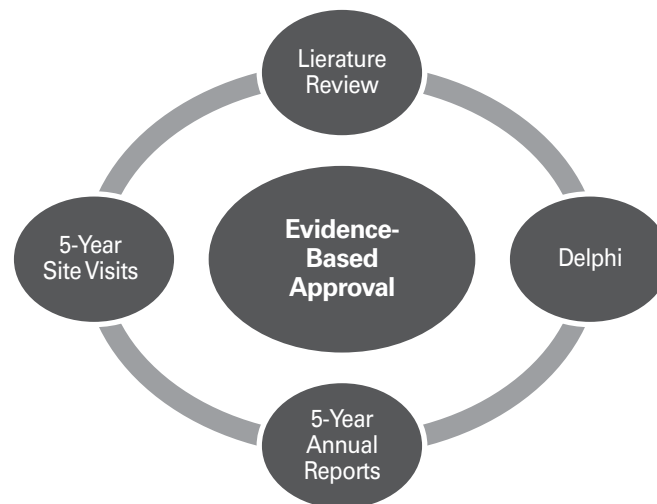 Lierature
Review
5-Year
Site Visits
Evidence-
Based
Approval
Delphi
5-Year
Annual
Reports